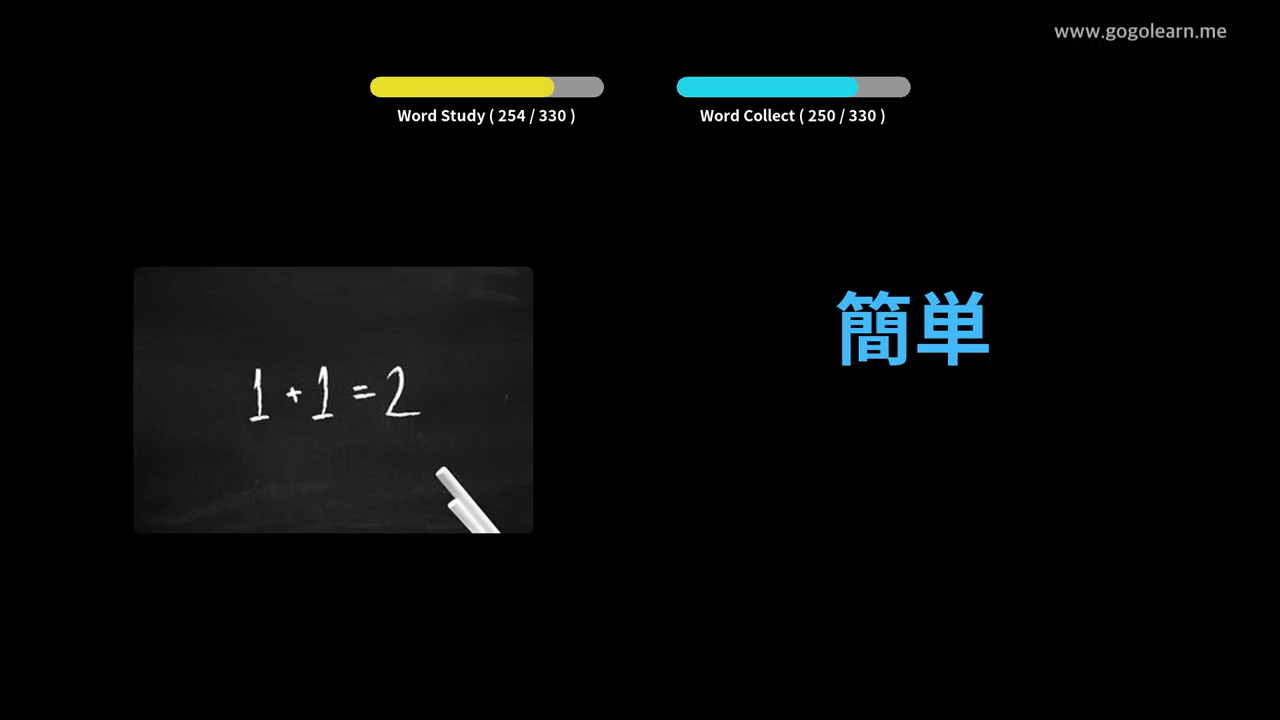 www.gogolearn.me
Word Study ( 254 / 330 )
Word Collect ( 250 / 330 )
簡単
1 + 1 = 2